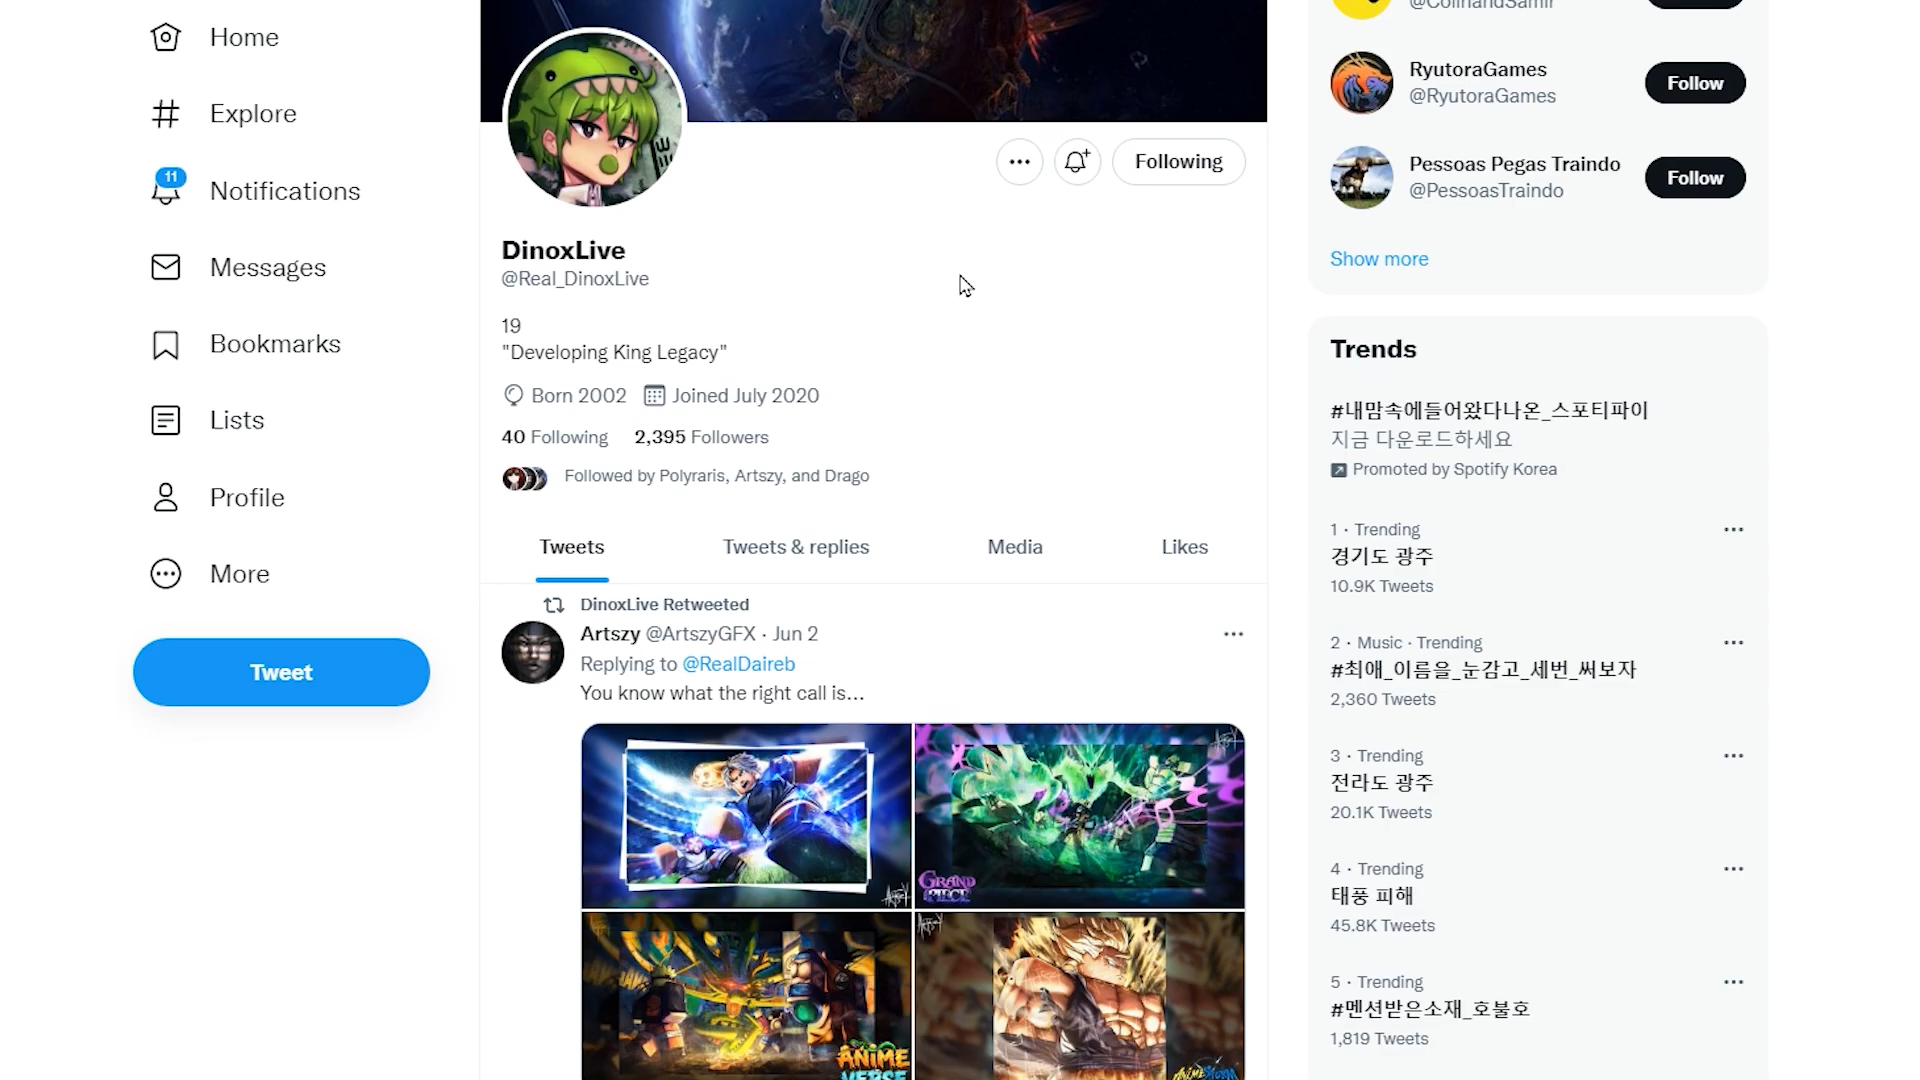 Home
Explore
11
Notifications
Messages
Bookmarks
Lists
Profile
More
Tweet
Following
DinoxLive
@Real_DinoxLive
19
"Developing King Legacy"
Born 2002 Joined July 2020
40 Following 2,395 Followers
Followed by Polyraris, Artszy, and Drago
Tweets Tweets & replies Media Likes
DinoxLive Retweeted
Artszy @ArtszyGFX · Jun 2
Replying to @RealDaireb
You know what the right call is...
GRAND
PIECE
ANIME
VERSE
@ColinandSamir
RyutoraGames
@RyutoraGames
Follow
Pessoas Pegas Traindo
@PessoasTraindo
Follow
Show more
Trends
#내맘속에들어왔다나온_스포티파이
지금 다운로드하세요
Promoted by Spotify Korea
1 · Trending
경기도 광주
10.9K Tweets
2 · Music · Trending
#최애_이름을_눈감고_세번_써보자
2,360 Tweets
3 · Trending
전라도 광주
20.1K Tweets
4 · Trending
태풍 피해
45.8K Tweets
5 · Trending
#멘션받은소재_호불호
1,819 Tweets